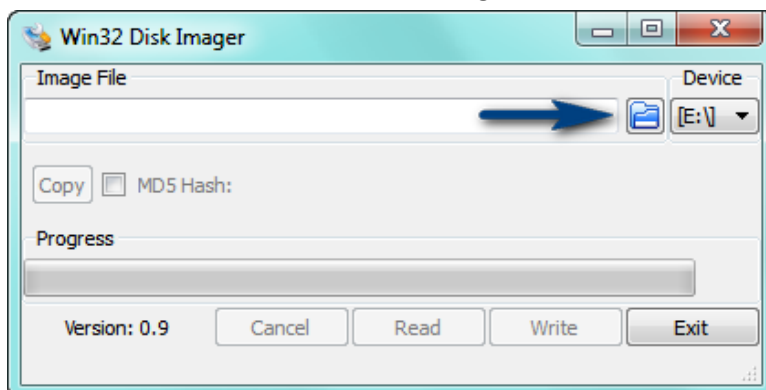 Win32 Disk Imager
Image File
Device
[E:\]
Copy
MD5 Hash:
Progress
Version: 0.9
Cancel
Read
Write
Exit